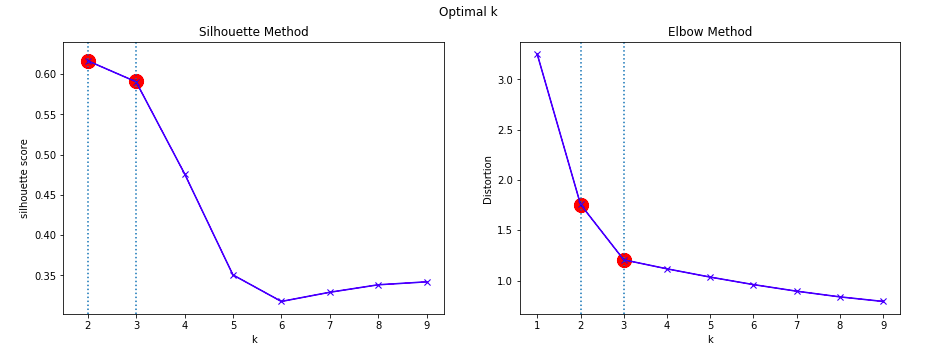 Optimal k
Silhouette Method
silhouette score
0.60
0.55
0.50
0.45
0.40
0.35
2 3 4 5 6 7 8 9
k
Elbow Method
Distortion
3.0
2.5
2.0
1.5
1.0
1 2 3 4 5 6 7 8 9
k